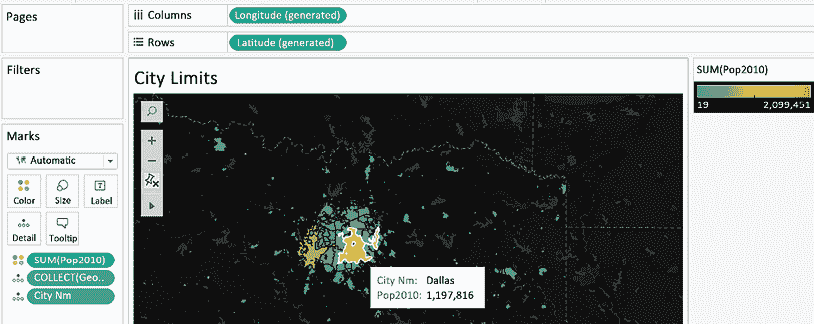 Pages
Columns
Longitude (generated)
Rows
Latitude (generated)
Filters
City Limits
SUM(Pop2010)
19
2,099,451
Marks
Automatic
Color
Size
Label
Detail
Tooltip
SUM(Pop2010)
COLLECT(Geo..
City Nm
City Nm: Dallas
Pop2010: 1,197,816